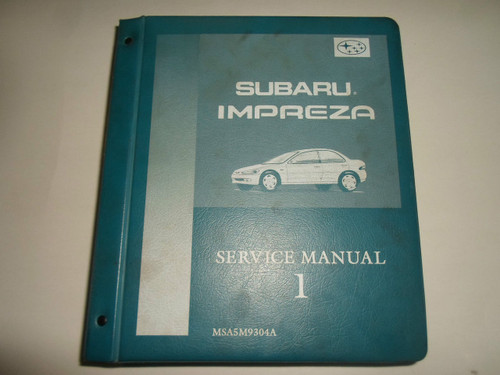 SUBARU.
IMPREZA
SERVICE MANUAL
1
MSA5M9304A